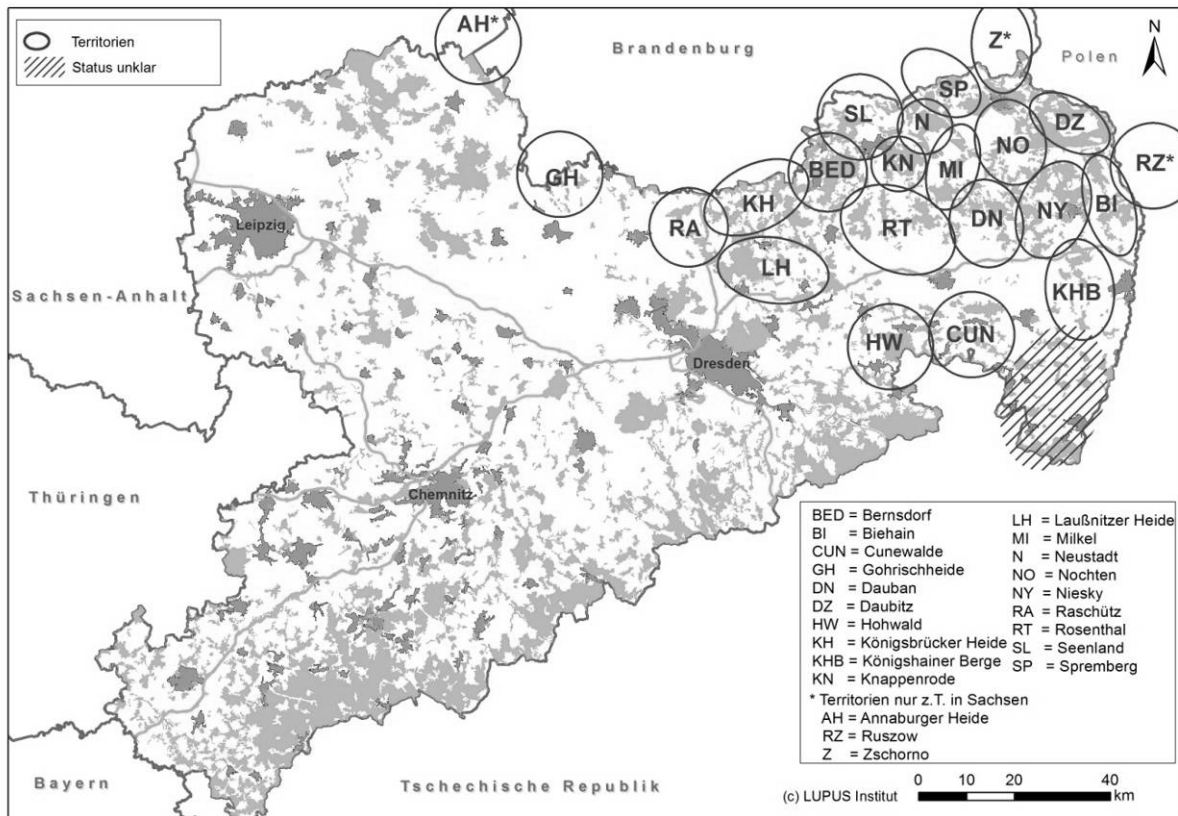 Territorien
Status unklar
AH*
Brandenburg
Z*
Polen
N
SP
SL
N
DZ
NO
RZ*
GH
BED
KN
MI
KH
RA
RT
DN
NY
BI
Leipzig
LH
Sachsen-Anhalt
KHB
HW
CUN
Dresden
Thüringen
Chemnitz
BED = Bernsdorf
BI = Biehain
CUN = Cunewalde
GH = Gohrischheide
DN = Dauban
DZ = Daubitz
HW = Hohwald
KH = Königsbrücker Heide
KHB = Königshainer Berge
KN = Knappenrode
LH = Laußnitzer Heide
MI = Milkel
N = Neustadt
NO = Nochten
NY = Niesky
RA = Raschütz
RT = Rosenthal
SL = Seenland
SP = Spremberg
* Territorien nur z.T. in Sachsen
AH = Annaburger Heide
RZ = Ruszow
Z = Zschorno
Bayern
Tschechische Republik
(c) LUPUS Institut
0 10 20 40
km